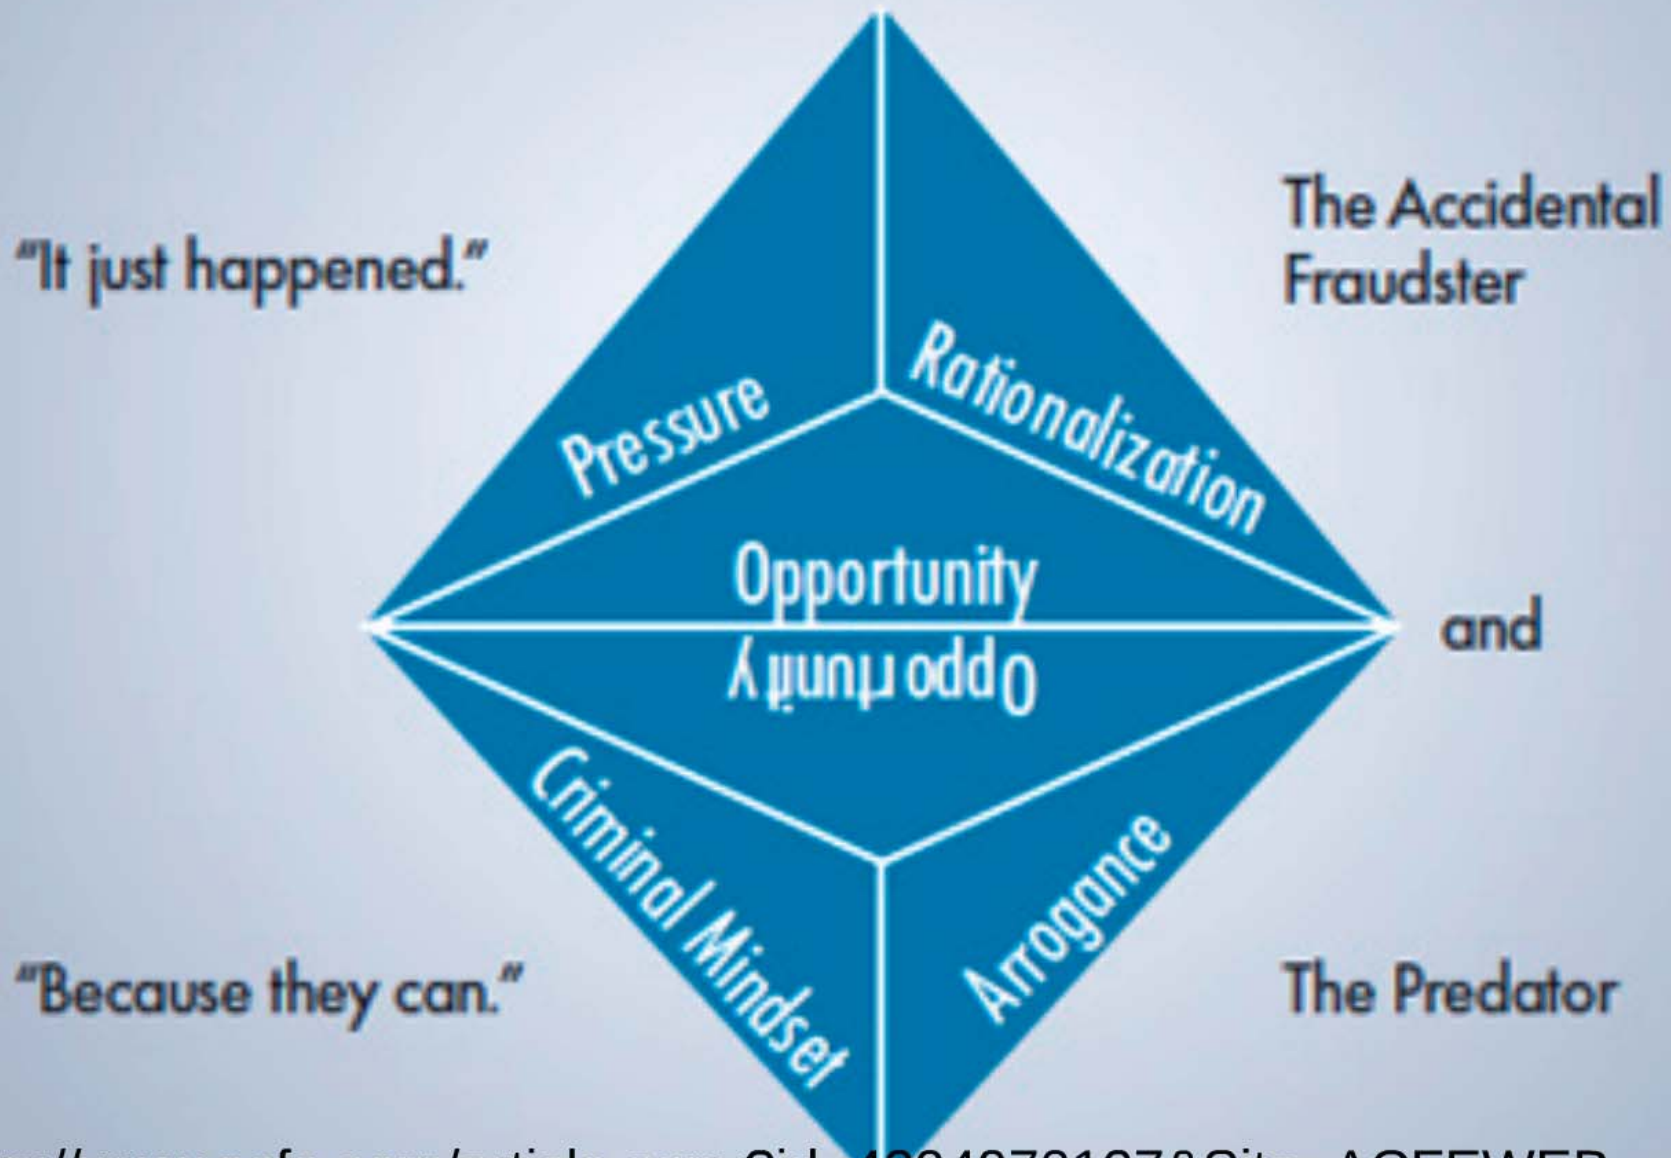 "It just happened."
The Accidental
Fraudster
Pressure
Rationalization
Opportunity
and
Opportunity
Criminal Mindset
Arrogance
"Because they can."
The Predator